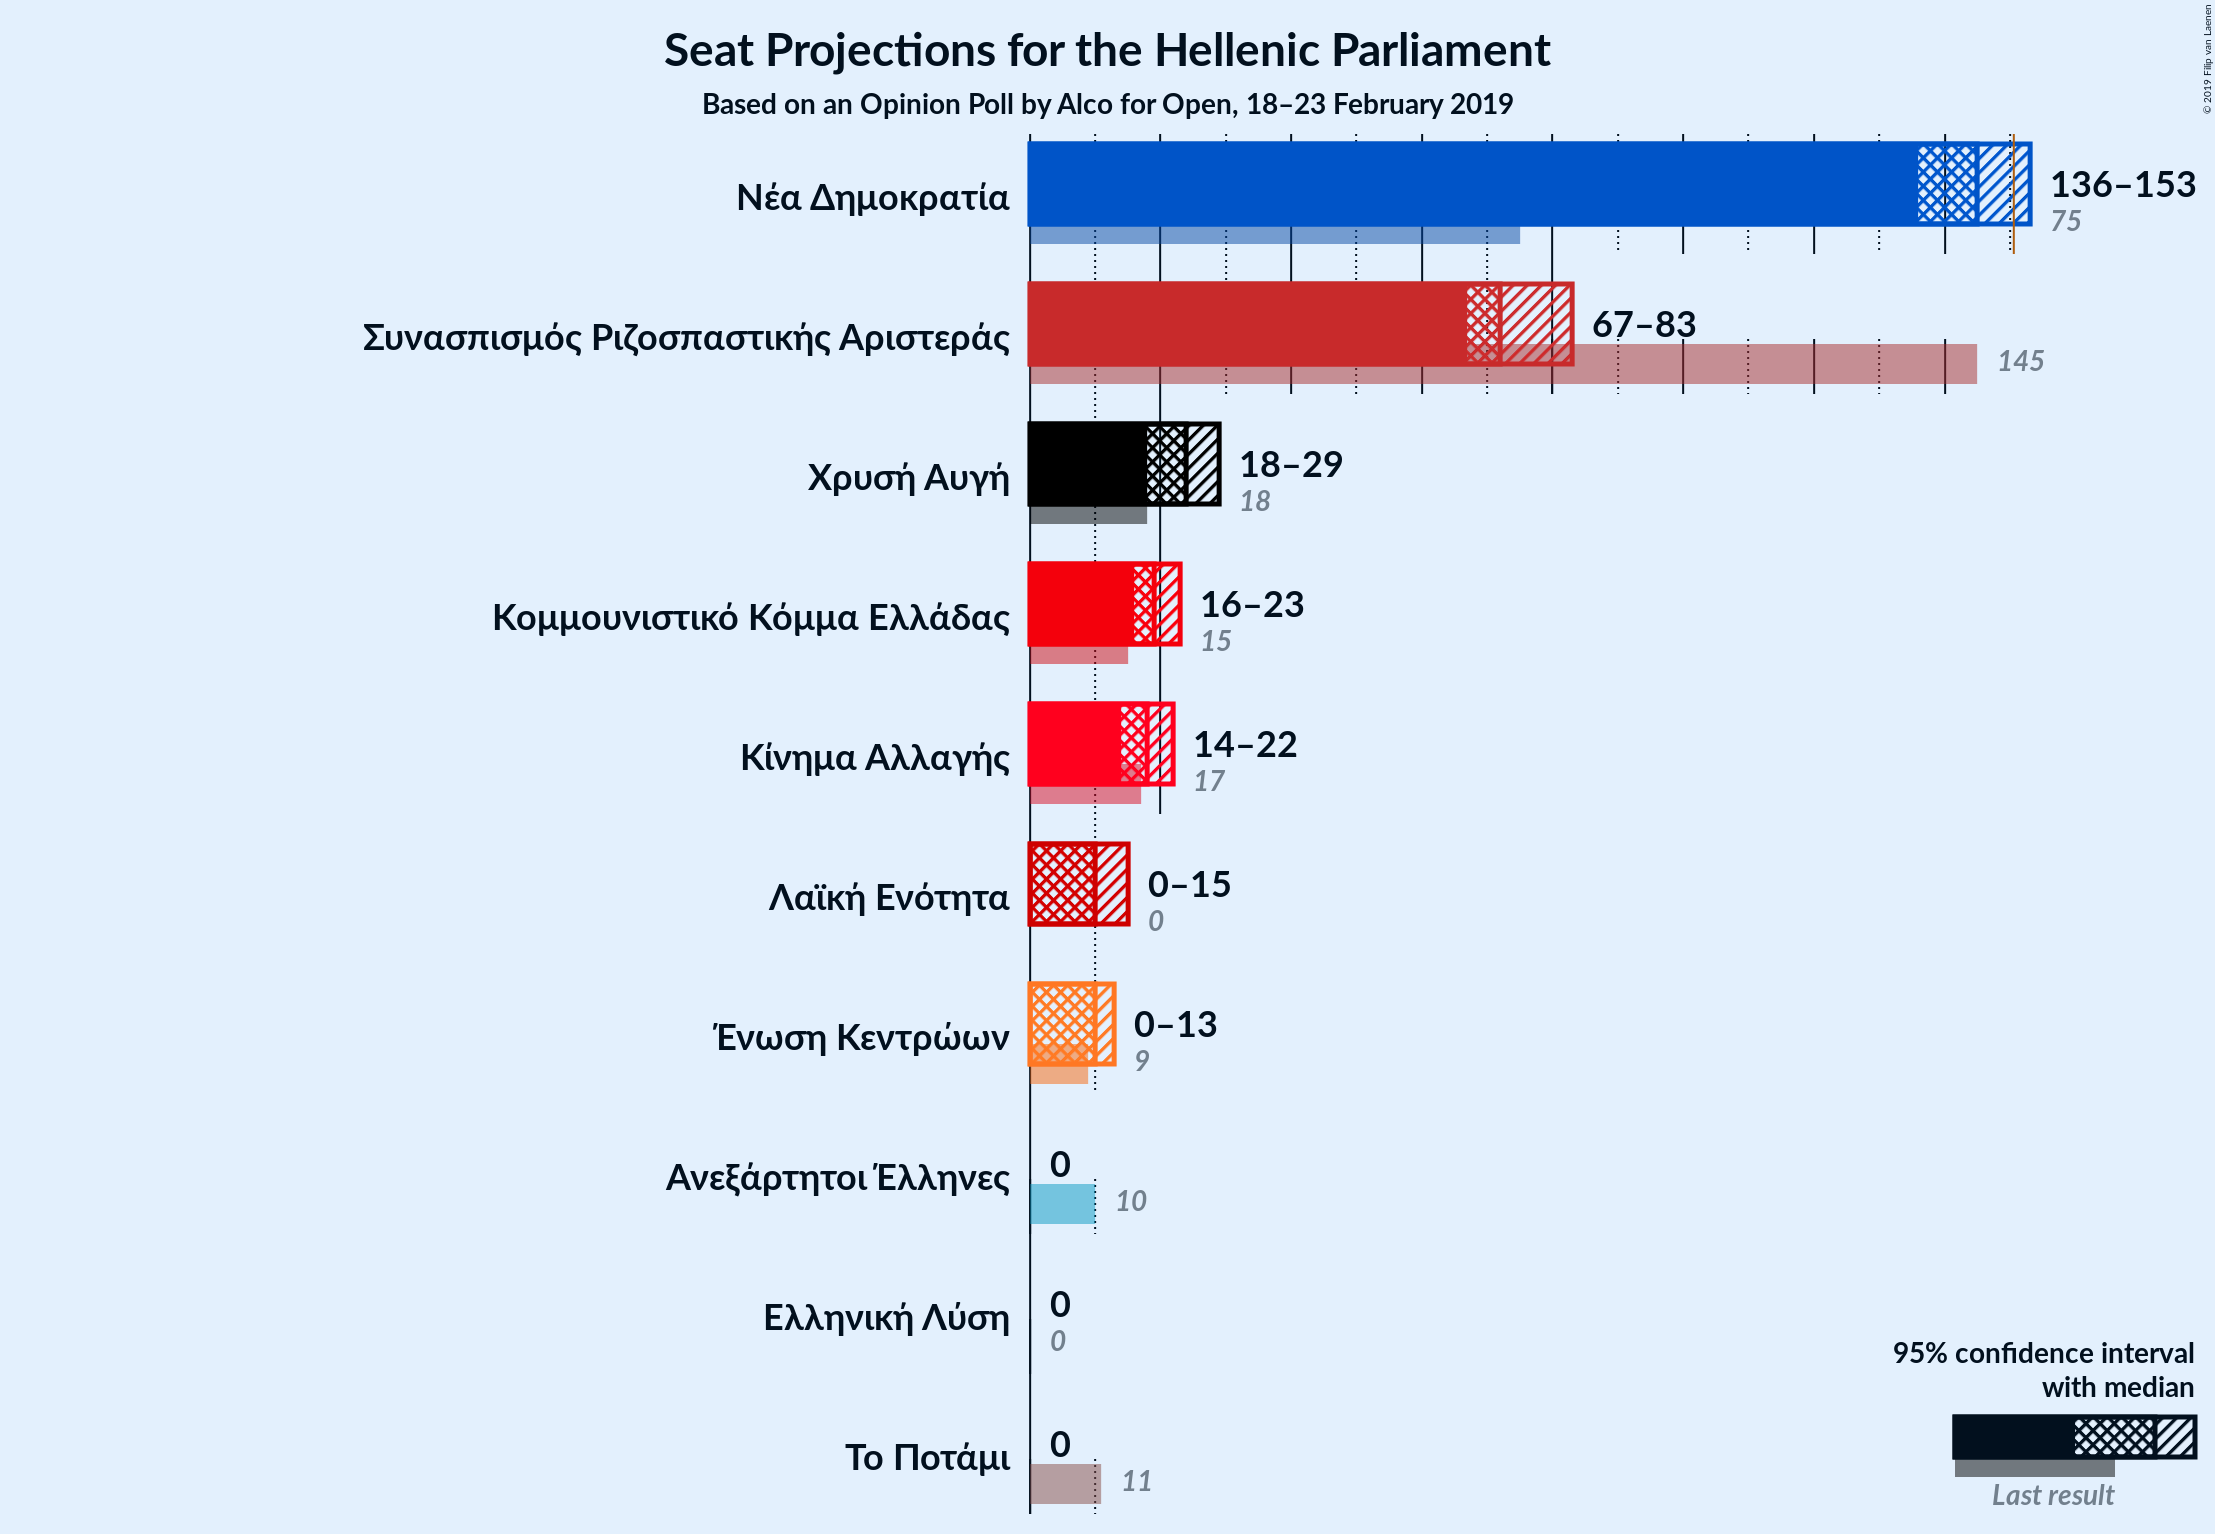 Seat Projections for the Hellenic Parliament
Based on an Opinion Poll by Alco for Open, 18–23 February 2019
© 2019 Filip van Laenen
Νέα Δημοκρατία
136–153
75
Συνασπισμός Ριζοσπαστικής Αριστεράς
67–83
145
Χρυσή Αυγή
18–29
18
Κομμουνιστικό Κόμμα Ελλάδας
16–23
15
Κίνημα Αλλαγής
14–22
17
Λαϊκή Ενότητα
0–15
0
Ένωση Κεντρώων
0–13
9
Ανεξάρτητοι Έλληνες
0
10
Ελληνική Λύση
0
0
Το Ποτάμι
0
11
95% confidence interval
with median
Last result